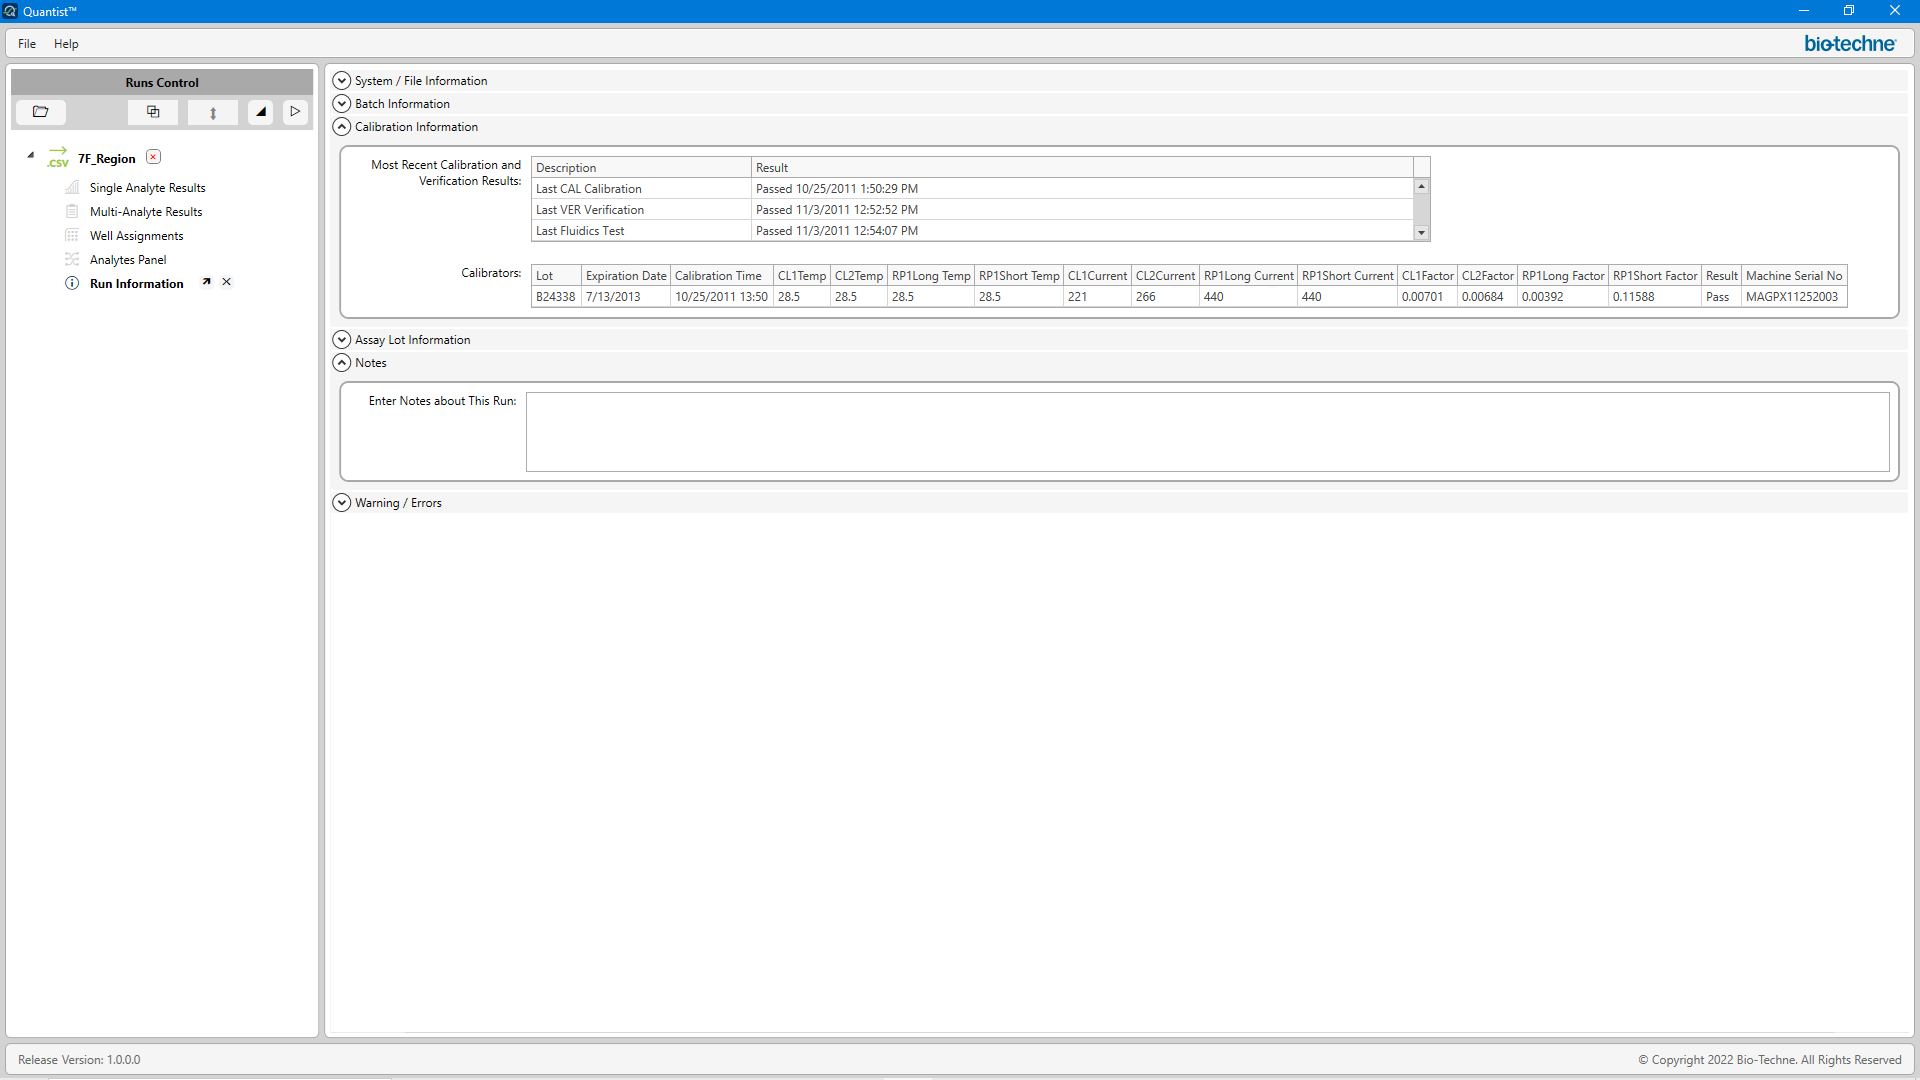 Quantist™
File Help
bio-techne
Runs Control
.csv 7F_Region
Single Analyte Results
Multi-Analyte Results
Well Assignments
Analytes Panel
Run Information
System / File Information
Batch Information
Calibration Information
Most Recent Calibration and
Verification Results:
Description Result
Last CAL Calibration Passed 10/25/2011 1:50:29 PM
Last VER Verification Passed 11/3/2011 12:52:52 PM
Last Fluidics Test Passed 11/3/2011 12:54:07 PM
Calibrators:
Lot Expiration Date Calibration Time CL1Temp CL2Temp RP1Long Temp RP1Short Temp CL1Current CL2Current RP1Long Current RP1Short Current CL1Factor CL2Factor RP1Long Factor RP1Short Factor Result Machine Serial No
B24338 7/13/2013 10/25/2011 13:50 28.5 28.5 28.5 28.5 221 266 440 440 0.00701 0.00684 0.00392 0.11588 Pass MAGPX11252003
Assay Lot Information
Notes
Enter Notes about This Run:
Warning / Errors
Release Version: 1.0.0.0
© Copyright 2022 Bio-Techne. All Rights Reserved